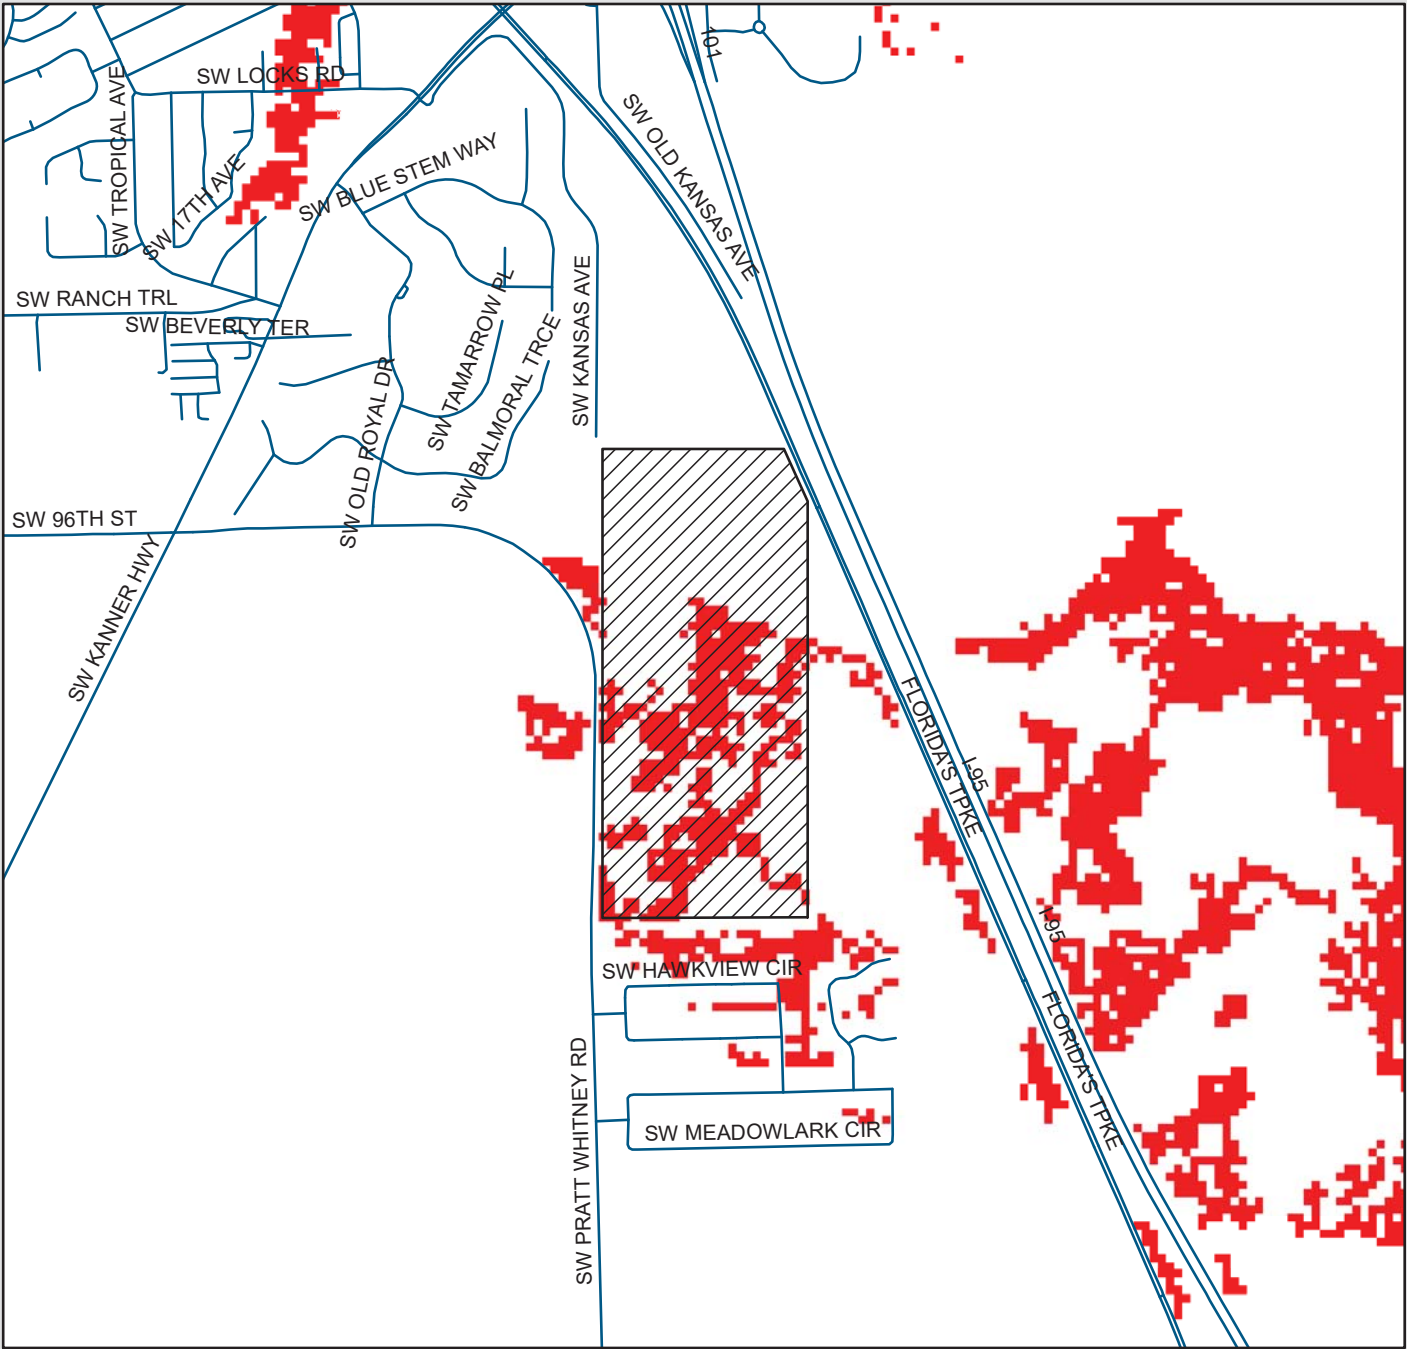 101
SW LOCKS RD
SW TROPICAL AVE
SW OLD KANSAS AVE
SW 17TH AVE
SW BLUE STEM WAY
SW RANCH TRL
SW BEVERLY TER
SW TAMARROW PL
SW KANSAS AVE
SW BALMORAL TRCE
SW OLD ROYAL DR
SW 96TH ST
SW KANNER HWY
FLORIDA'S TPKE
I-95
I-95
SW HAWKVIEW CIR
FLORIDA'S TPKE
SW PRATT WHITNEY RD
SW MEADOWLARK CIR